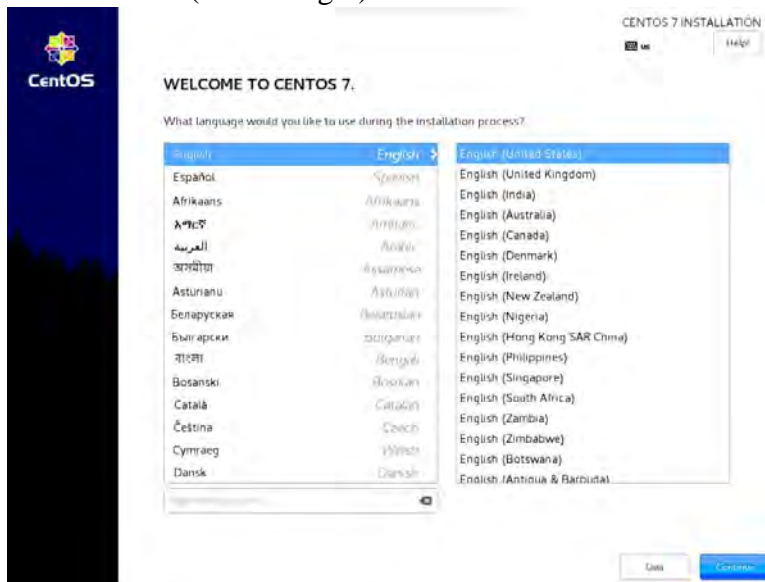 CENTOS 7 INSTALLATION
us
Help!
CentOS
WELCOME TO CENTOS 7.
What language would you like to use during the installation process?
English English
Español Spanish
Afrikaans Afrikaans
አማርኛ Amharic
العربية Arabic
অসমীয়া Assamese
Asturianu Asturian
Беларуская Belarusian
Български Bulgarian
বাংলা Bengali
Bosanski Bosnian
Català Catalan
Čeština Czech
Cymraeg Welsh
Dansk Danish
English (United States)
English (United Kingdom)
English (India)
English (Australia)
English (Canada)
English (Denmark)
English (Ireland)
English (New Zealand)
English (Nigeria)
English (Hong Kong SAR China)
English (Philippines)
English (Singapore)
English (South Africa)
English (Zambia)
English (Zimbabwe)
English (Botswana)
English (Antigua & Barbuda)
Quit
Continue